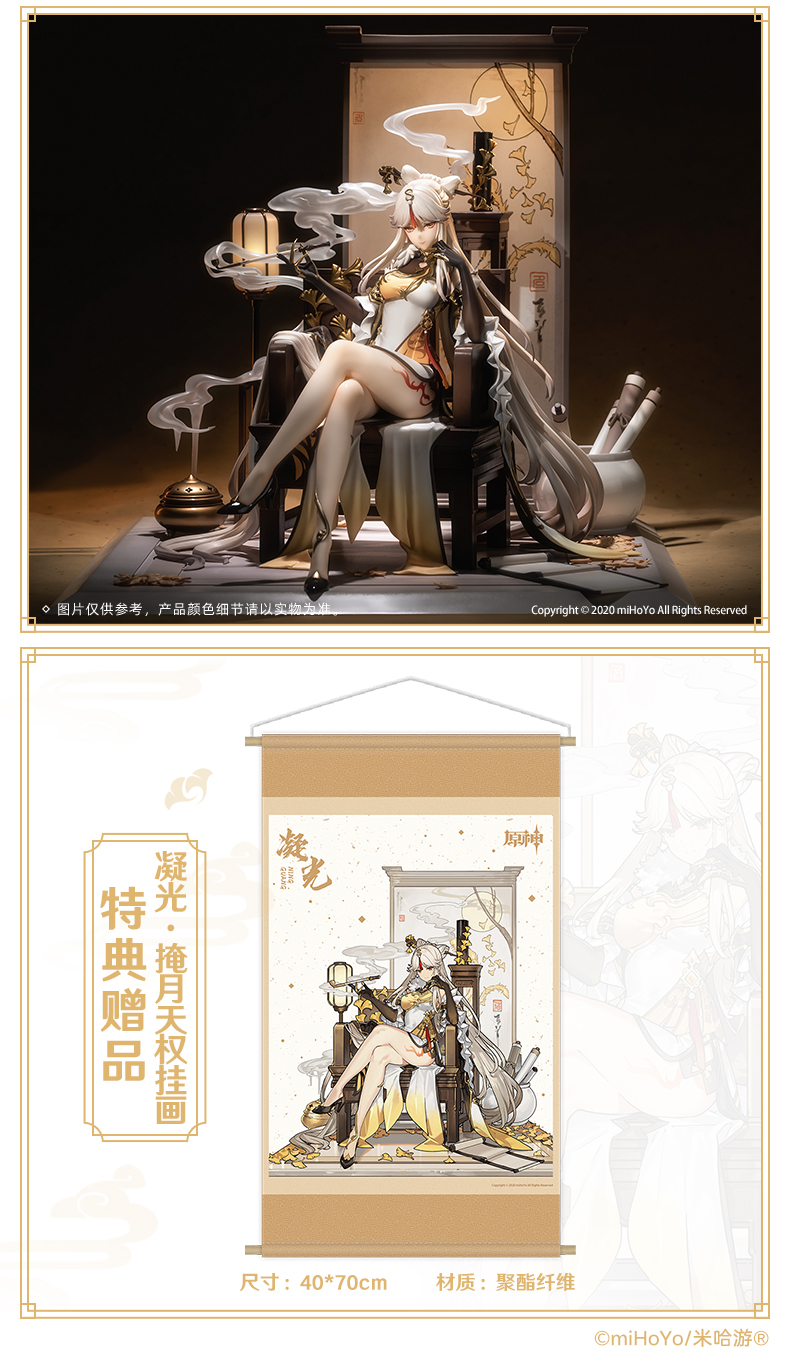 图片仅供参考，产品颜色细节请以实物为准。
Copyright © 2020 miHoYo All Rights Reserved
凝光·掩月天权挂画
特典赠品
凝光
NING
GUANG
原神
尺寸：40*70cm
材质：聚酯纤维
©miHoYo/米哈游®